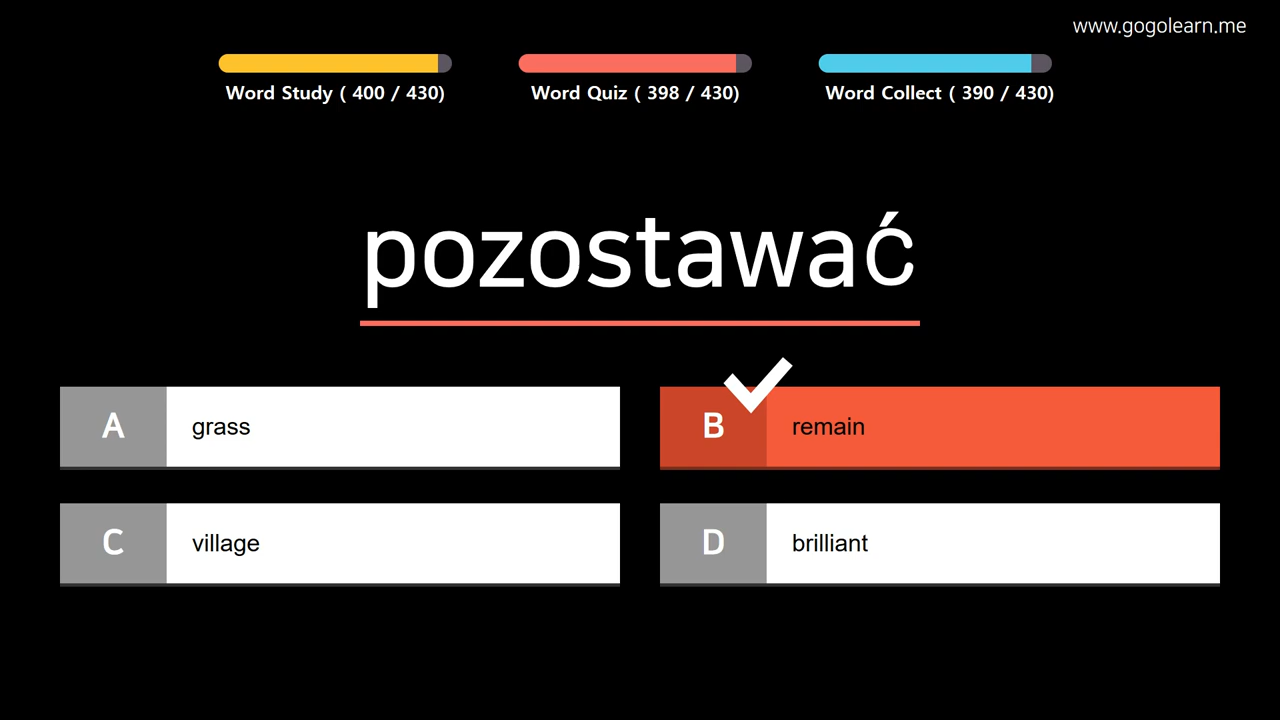 www.gogolearn.me
Word Study ( 400 / 430)
Word Quiz ( 398 / 430)
Word Collect ( 390 / 430)
pozostawać
A grass
B remain
C village
D brilliant